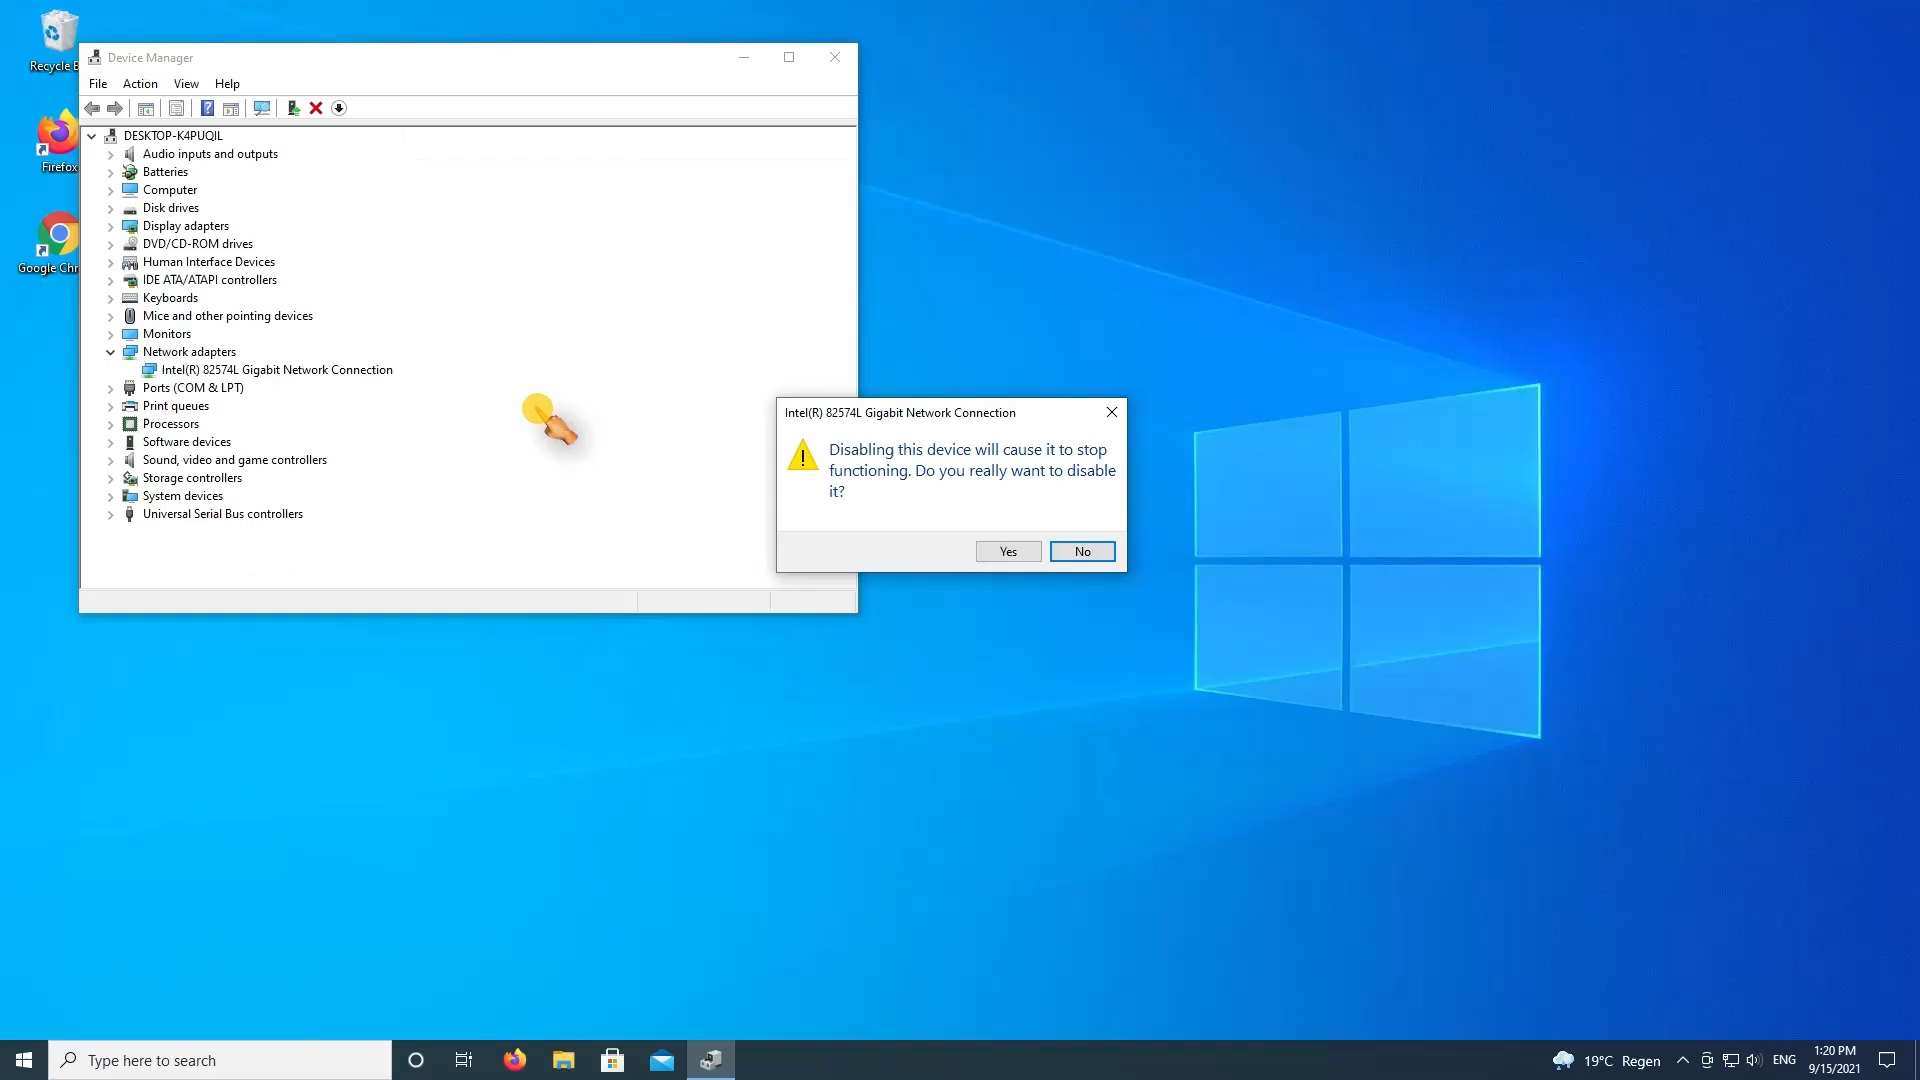 Recycle B
Firefox
Google Chr
Device Manager
File Action View Help
DESKTOP-K4PUQIL
Audio inputs and outputs
Batteries
Computer
Disk drives
Display adapters
DVD/CD-ROM drives
Human Interface Devices
IDE ATA/ATAPI controllers
Keyboards
Mice and other pointing devices
Monitors
Network adapters
Intel(R) 82574L Gigabit Network Connection
Ports (COM & LPT)
Print queues
Processors
Software devices
Sound, video and game controllers
Storage controllers
System devices
Universal Serial Bus controllers
Intel(R) 82574L Gigabit Network Connection
Disabling this device will cause it to stop
functioning. Do you really want to disable
it?
Yes No
Type here to search
19°C Regen
ENG
1:20 PM
9/15/2021